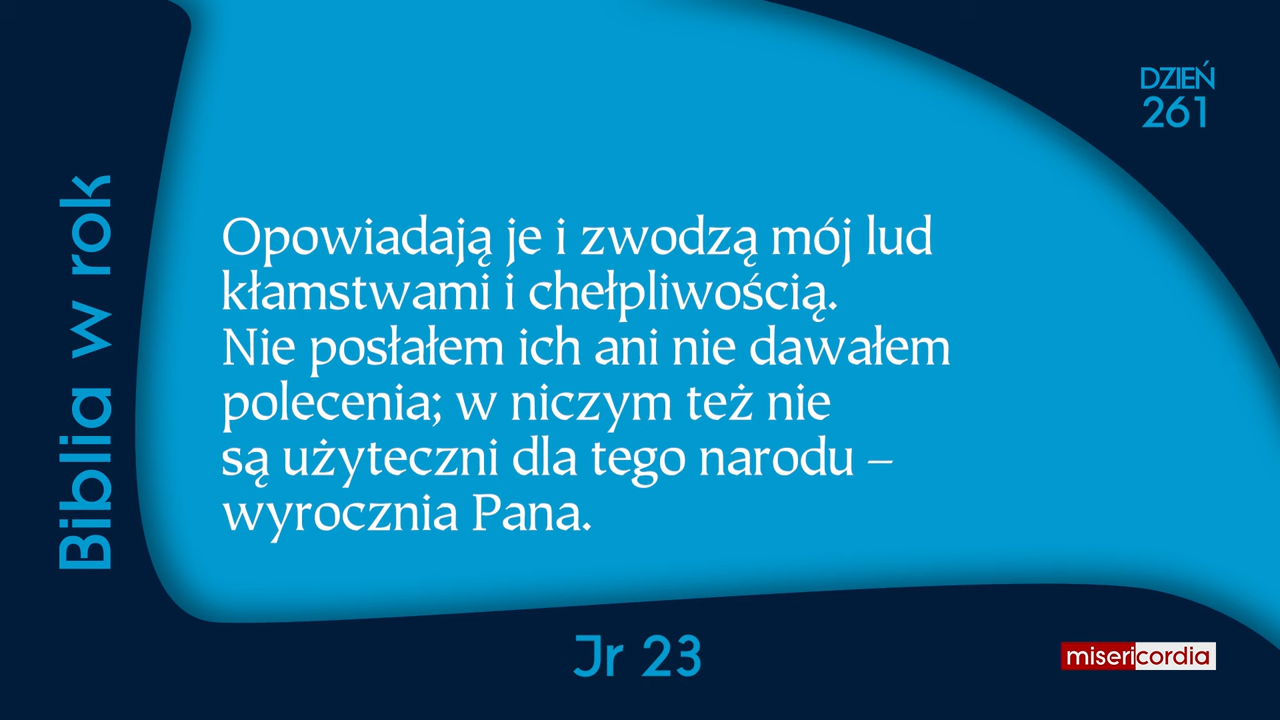 DZIEŃ
261
Biblia w rok
Opowiadają je i zwodzą mój lud
kłamstwami i chełpliwością.
Nie posłałem ich ani nie dawałem
polecenia; w niczym też nie
są użyteczni dla tego narodu –
wyrocznia Pana.
Jr 23
misericordia